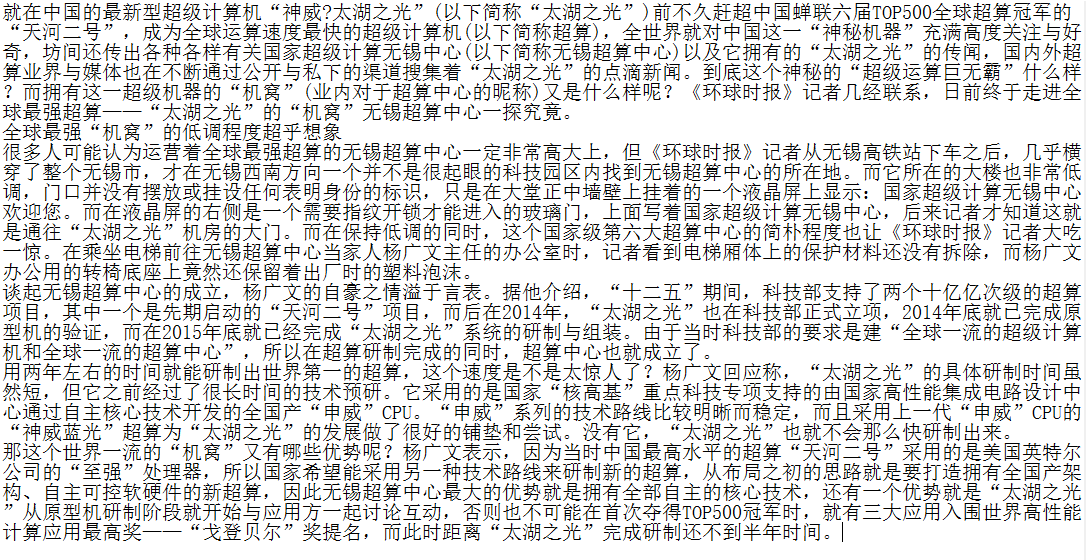 就在中国的最新型超级计算机“神威?太湖之光”(以下简称“太湖之光”)前不久赶超中国蝉联六届TOP500全球超算冠军的
“天河二号”，成为全球运算速度最快的超级计算机(以下简称超算)，全世界就对中国这一“神秘机器”充满高度关注与好
奇，坊间还传出各种各样有关国家超级计算无锡中心(以下简称无锡超算中心)以及它拥有的“太湖之光”的传闻，国内外超
算业界与媒体也在不断通过公开与私下的渠道搜集着“太湖之光”的点滴新闻。到底这个神秘的“超级运算巨无霸”什么样
？而拥有这一超级机器的“机窝”(业内对于超算中心的昵称)又是什么样呢？《环球时报》记者几经联系，日前终于走进全
球最强超算——“太湖之光”的“机窝”无锡超算中心一探究竟。
全球最强“机窝”的低调程度超乎想象
很多人可能认为运营着全球最强超算的无锡超算中心一定非常高大上，但《环球时报》记者从无锡高铁站下车之后，几乎横
穿了整个无锡市，才在无锡西南方向一个并不是很起眼的科技园区内找到无锡超算中心的所在地。而它所在的大楼也非常低
调，门口并没有摆放或挂设任何表明身份的标识，只是在大堂正中墙壁上挂着的一个液晶屏上显示：国家超级计算无锡中心
欢迎您。而在液晶屏的右侧是一个需要指纹开锁才能进入的玻璃门，上面写着国家超级计算无锡中心，后来记者才知道这就
是通往“太湖之光”机房的大门。而在保持低调的同时，这个国家级第六大超算中心的简朴程度也让《环球时报》记者大吃
一惊。在乘坐电梯前往无锡超算中心当家人杨广文主任的办公室时，记者看到电梯厢体上的保护材料还没有拆除，而杨广文
办公用的转椅底座上竟然还保留着出厂时的塑料泡沫。
谈起无锡超算中心的成立，杨广文的自豪之情溢于言表。据他介绍，“十二五”期间，科技部支持了两个十亿亿次级的超算
项目，其中一个是先期启动的“天河二号”项目，而后在2014年，“太湖之光”也在科技部正式立项，2014年底就已完成原
型机的验证，而在2015年底就已经完成“太湖之光”系统的研制与组装。由于当时科技部的要求是建“全球一流的超级计算
机和全球一流的超算中心”，所以在超算研制完成的同时，超算中心也就成立了。
用两年左右的时间就能研制出世界第一的超算，这个速度是不是太惊人了？杨广文回应称，“太湖之光”的具体研制时间虽
然短，但它之前经过了很长时间的技术预研。它采用的是国家“核高基”重点科技专项支持的由国家高性能集成电路设计中
心通过自主核心技术开发的全国产“申威”CPU。“申威”系列的技术路线比较明晰而稳定，而且采用上一代“申威”CPU的
“神威蓝光”超算为“太湖之光”的发展做了很好的铺垫和尝试。没有它，“太湖之光”也就不会那么快研制出来。
那这个世界一流的“机窝”又有哪些优势呢？杨广文表示，因为当时中国最高水平的超算“天河二号”采用的是美国英特尔
公司的“至强”处理器，所以国家希望能采用另一种技术路线来研制新的超算，从布局之初的思路就是要打造拥有全国产架
构、自主可控软硬件的新超算，因此无锡超算中心最大的优势就是拥有全部自主的核心技术，还有一个优势就是“太湖之光
”从原型机研制阶段就开始与应用方一起讨论互动，否则也不可能在首次夺得TOP500冠军时，就有三大应用入围世界高性能
计算应用最高奖——“戈登贝尔”奖提名，而此时距离“太湖之光”完成研制还不到半年时间。